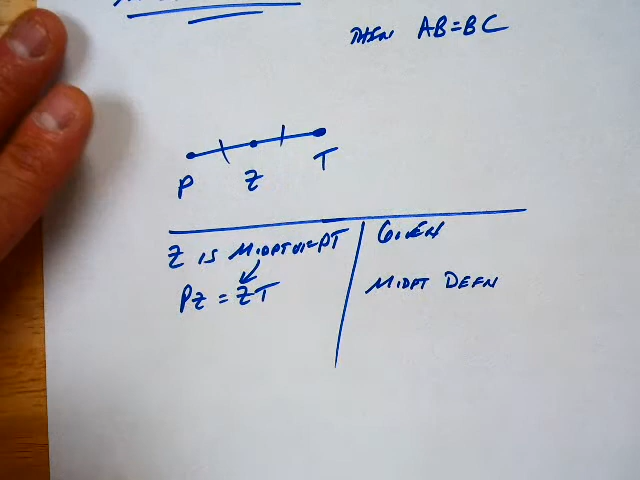 THEN AB=BC
P Z T
Z IS MIDPT OF PT
GIVEN
PZ = ZT
MIDPT DEFN